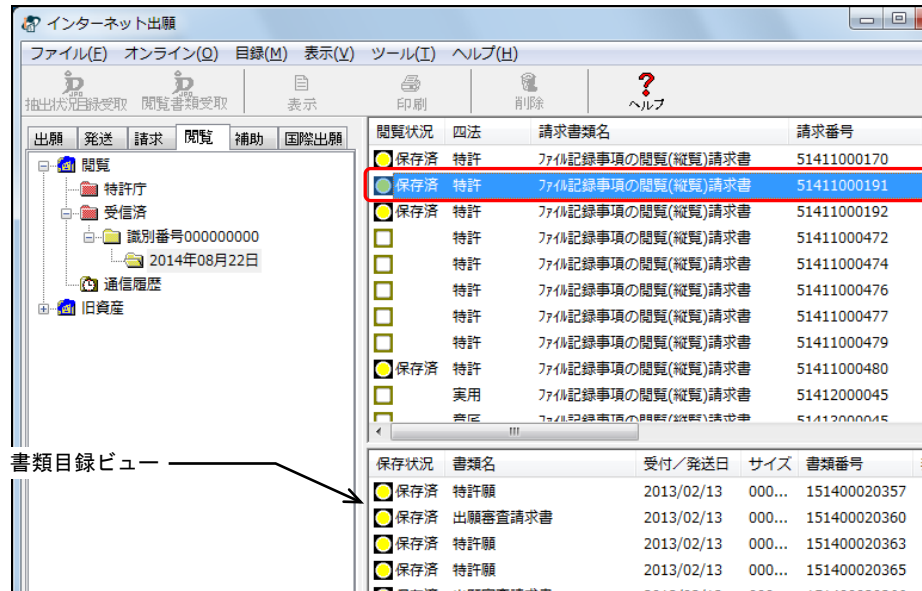 インターネット出願
ファイル(F) オンライン(O) 目録(M) 表示(V) ツール(T) ヘルプ(H)
抽出状況目録受取 閲覧書類受取 表示 印刷 削除 ヘルプ
出願 発送 請求 閲覧 補助 国際出願
閲覧
特許庁
受信済
識別番号000000000
2014年08月22日
通信履歴
旧資産
閲覧状況 四法 請求書類名 請求番号
保存済 特許 ファイル記録事項の閲覧(縦覧)請求書 51411000170
保存済 特許 ファイル記録事項の閲覧(縦覧)請求書 51411000191
保存済 特許 ファイル記録事項の閲覧(縦覧)請求書 51411000192
特許 ファイル記録事項の閲覧(縦覧)請求書 51411000472
特許 ファイル記録事項の閲覧(縦覧)請求書 51411000474
特許 ファイル記録事項の閲覧(縦覧)請求書 51411000476
特許 ファイル記録事項の閲覧(縦覧)請求書 51411000477
特許 ファイル記録事項の閲覧(縦覧)請求書 51411000479
保存済 特許 ファイル記録事項の閲覧(縦覧)請求書 51411000480
実用 ファイル記録事項の閲覧(縦覧)請求書 51412000045
書類目録ビュー
保存状況 書類名 受付／発送日 サイズ 書類番号
保存済 特許願 2013/02/13 000... 151400020357
保存済 出願審査請求書 2013/02/13 000... 151400020360
保存済 特許願 2013/02/13 000... 151400020363
保存済 特許願 2013/02/13 000... 151400020365